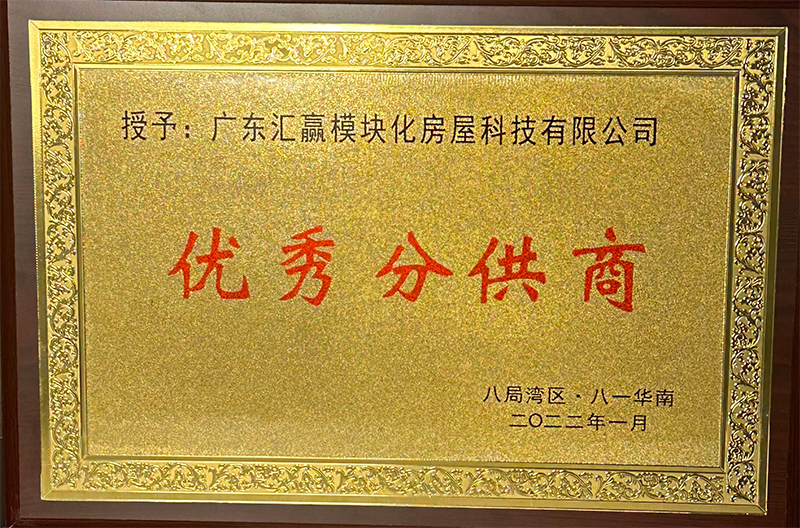 授予：广东汇赢模块化房屋科技有限公司
优秀分供商
八局湾区·八一华南
二〇二二年一月